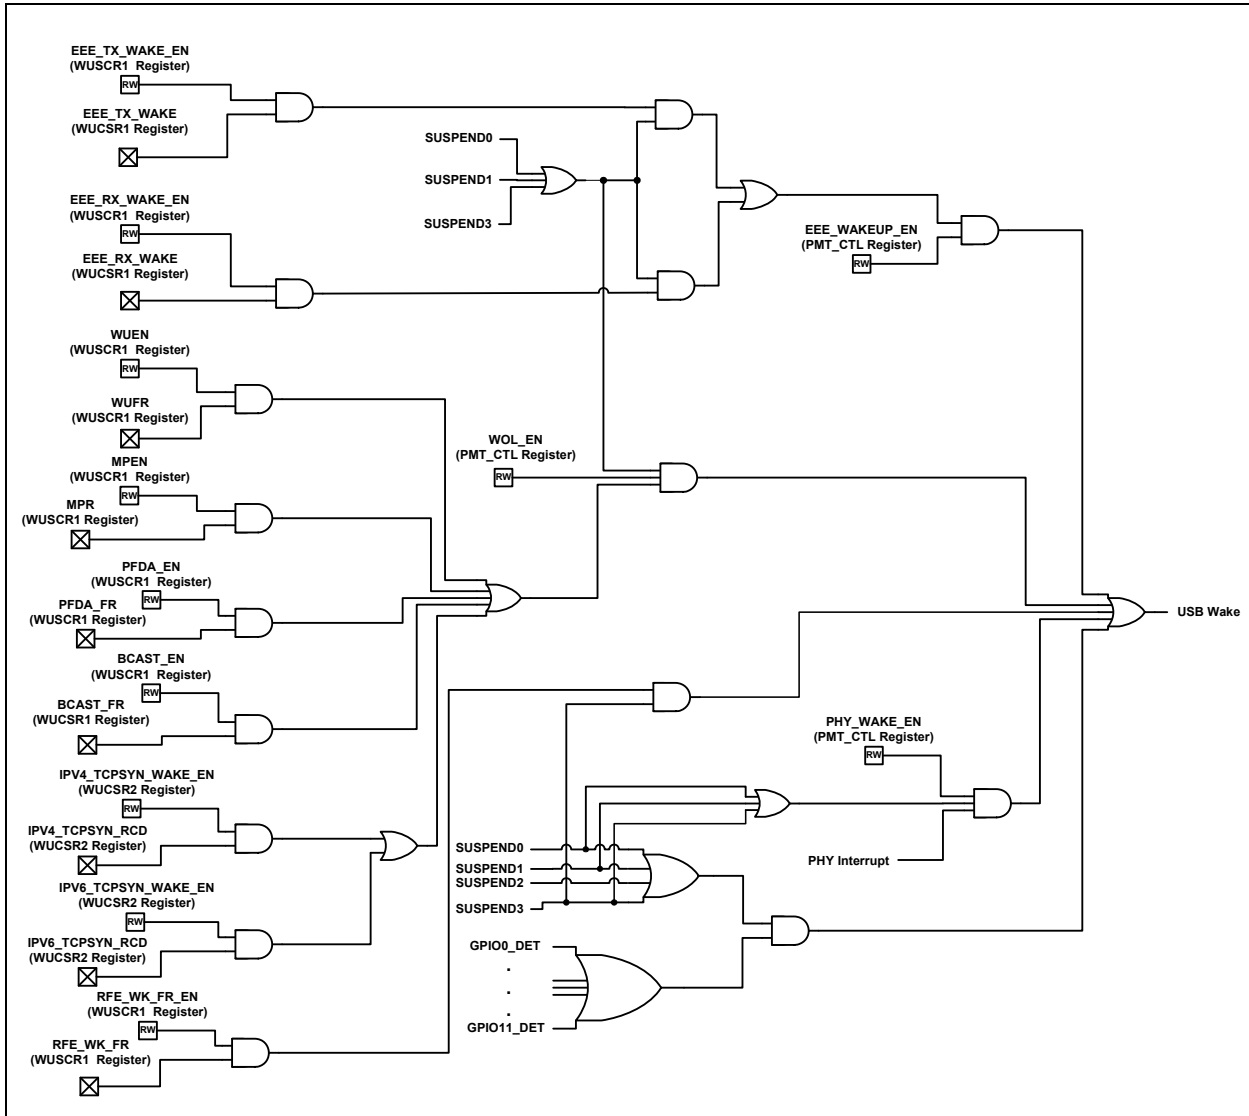 EEE_TX_WAKE_EN
(WUSCR1  Register)
RW
EEE_TX_WAKE
(WUCSR1 Register)
SUSPEND0
SUSPEND1
SUSPEND3
EEE_RX_WAKE_EN
(WUSCR1  Register)
RW
EEE_RX_WAKE
(WUCSR1 Register)
EEE_WAKEUP_EN
(PMT_CTL Register)
RW
WUEN
(WUSCR1  Register)
RW
WUFR
(WUSCR1 Register)
WOL_EN
(PMT_CTL Register)
RW
MPEN
(WUSCR1  Register)
RW
MPR
(WUSCR1 Register)
PFDA_EN
(WUSCR1  Register)
RW
PFDA_FR
(WUSCR1 Register)
USB Wake
BCAST_EN
(WUSCR1  Register)
RW
BCAST_FR
(WUCSR1 Register)
PHY_WAKE_EN
(PMT_CTL Register)
RW
IPV4_TCPSYN_WAKE_EN
(WUCSR2 Register)
RW
IPV4_TCPSYN_RCD
(WUCSR2 Register)
PHY Interrupt
SUSPEND0
SUSPEND1
SUSPEND2
SUSPEND3
IPV6_TCPSYN_WAKE_EN
(WUCSR2 Register)
RW
IPV6_TCPSYN_RCD
(WUCSR2 Register)
GPIO0_DET
.
.
.
GPIO11_DET
RFE_WK_FR_EN
(WUSCR1  Register)
RW
RFE_WK_FR
(WUSCR1  Register)